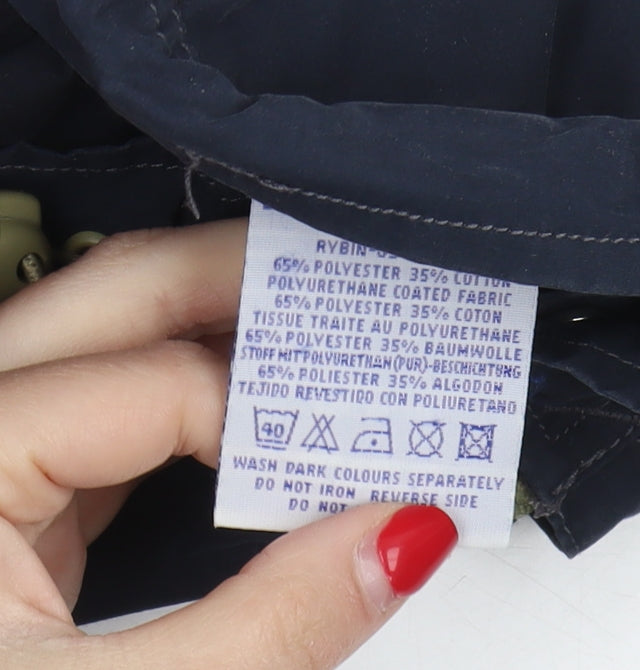 65% POLYESTER 35% COTTON
POLYURETHANE COATED FABRIC
65% POLYESTER 35% COTON
TISSUE TRAITE AU POLYURETHANE
65% POLYESTER 35% BAUMWOLLE
STOFF MIT POLYURETHAN(PUR)-BESCHICHTUNG
65% POLIESTER 35% ALGODON
TEJIDO REVESTIDO CON POLIURETANO
40
WASH DARK COLOURS SEPARATELY
DO NOT IRON REVERSE SIDE
DO NOT